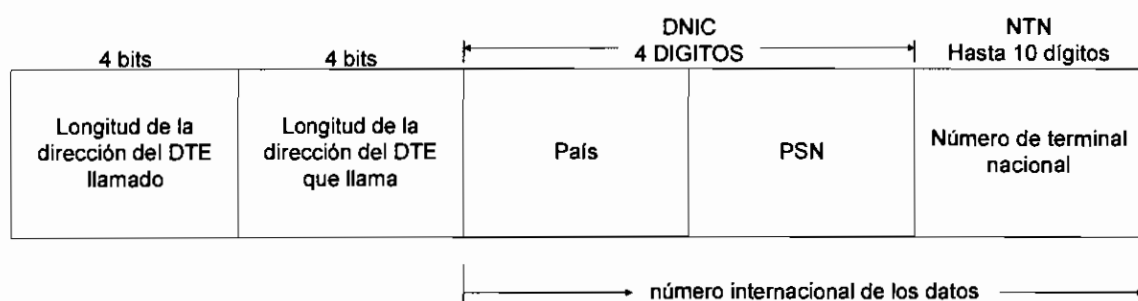 DNIC
NTN
4 bits
4 bits
4 DIGITOS
Hasta 10 dígitos
Longitud de la
dirección del DTE
llamado
Longitud de la
dirección del DTE
que llama
País
PSN
Número de terminal
nacional
número internacional de los datos